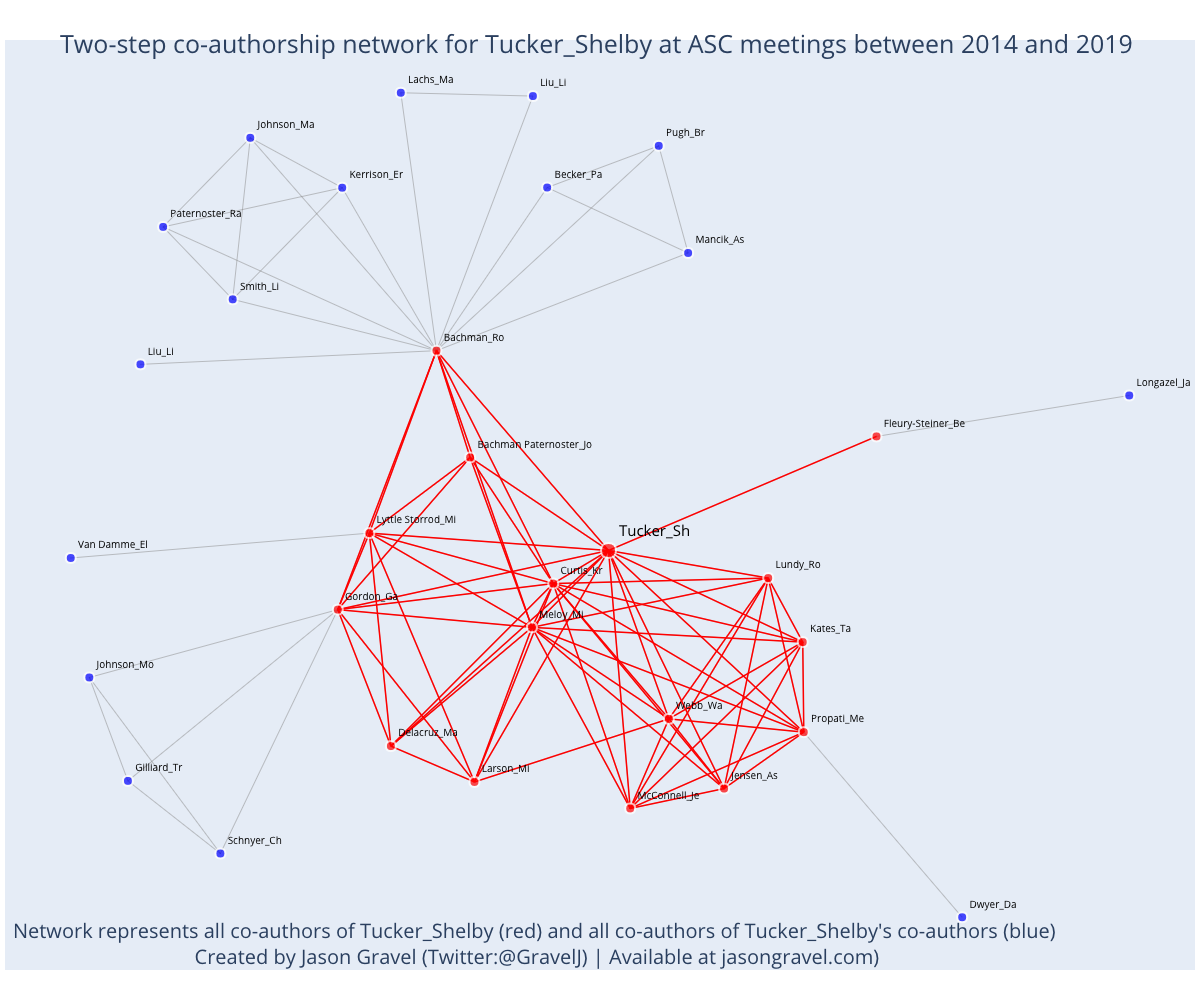 Two-step co-authorship network for Tucker_Shelby at ASC meetings between 2014 and 2019
Lachs_Ma
Liu_Li
Johnson_Ma
Pugh_Br
Kerrison_Er
Becker_Pa
Paternoster_Ra
Mancik_As
Smith_Li
Bachman_Ro
Liu_Li
Longazel_Ja
Fleury-Steiner_Be
Bachman Paternoster_Jo
Lyttle Storrod_Mi
Tucker_Sh
Van Damme_El
Curtis_Kr
Lundy_Ro
Gordon_Ga
Meloy_Mi
Kates_Ta
Johnson_Mo
Webb_Wa
Propati_Me
Delacruz_Ma
Gilliard_Tr
Larson_Mi
Jensen_As
McConnell_Je
Schnyer_Ch
Dwyer_Da
Network represents all co-authors of Tucker_Shelby (red) and all co-authors of Tucker_Shelby's co-authors (blue)
Created by Jason Gravel (Twitter:@GravelJ) | Available at jasongravel.com)